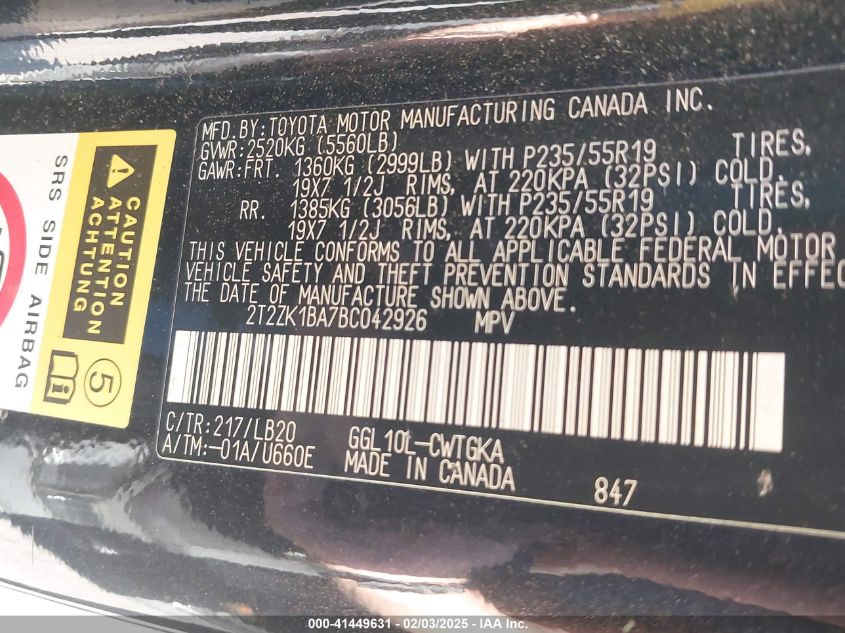 MFD. BY: TOYOTA MOTOR MANUFACTURING CANADA INC.
GVWR: 2520KG (5560LB)
GAWR: FRT. 1360KG (2999LB) WITH P235/55R19 TIRES,
19X7 1/2J RIMS, AT 220KPA (32PSI) COLD.
RR. 1385KG (3056LB) WITH P235/55R19 TIRES,
19X7 1/2J RIMS, AT 220KPA (32PSI) COLD.
THIS VEHICLE CONFORMS TO ALL APPLICABLE FEDERAL MOTOR
VEHICLE SAFETY AND THEFT PREVENTION STANDARDS IN EFFEC
THE DATE OF MANUFACTURE SHOWN ABOVE.
2T2ZK1BA7BC042926 MPV
C/TR: 217/LB20 GGL10L-CWTGKA
A/TM: -01A/U660E MADE IN CANADA 847
CAUTION
ATTENTION
ACHTUNG
5
SRS SIDE AIRBAG
000-41449631 - 02/03/2025 - IAA Inc.